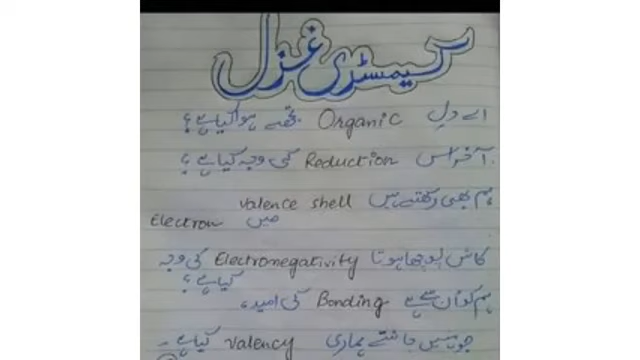 کیمسٹری غزل
اے دلِ Organic تجھے ہوا کیا ہے ؟
آخر اس Reduction کی وجہ کیا ہے ؟
ہم بھی رکھتے ہیں valence shell
میں Electron
کاش پوچھا ہوتا Electronegativity کی وجہ
کیا ہے ؟
ہم کو اُن سے ہے Bonding کی امید ،
جو نہیں جانتے ہماری valency کیا ہے ۔